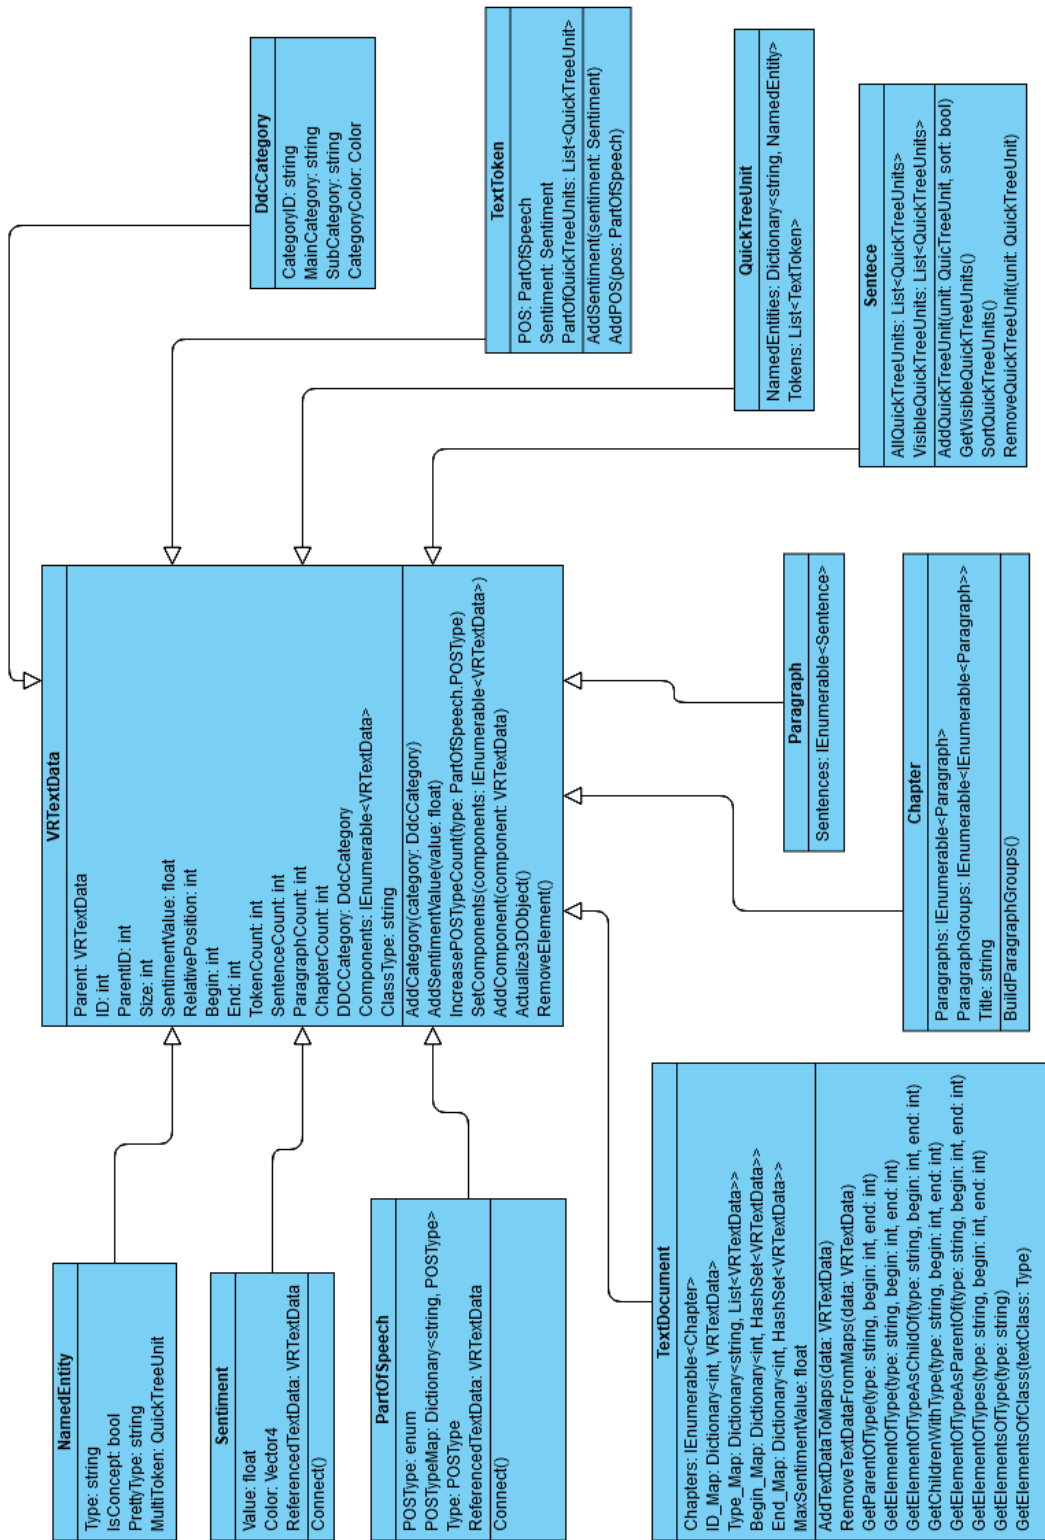 NamedEntity
Type: string
IsConcept: bool
PrettyType: string
MultiToken: QuickTreeUnit
Sentiment
Value: float
Color: Vector4
ReferencedTextData: VRTextData
Connect()
PartOfSpeech
POSType: enum
POSTypeMap: Dictionary<string, POSType>
Type: POSType
ReferencedTextData: VRTextData
Connect()
TextDocument
Chapters: IEnumerable<Chapter>
ID_Map: Dictionary<int, VRTextData>
Type_Map: Dictionary<string, List<VRTextData>>
Begin_Map: Dictionary<int, HashSet<VRTextData>>
End_Map: Dictionary<int, HashSet<VRTextData>>
MaxSentimentValue: float
AddTextDataToMaps(data: VRTextData)
RemoveTextDataFromMaps(data: VRTextData)
GetParentOfType(type: string, begin: int, end: int)
GetElementOfType(type: string, begin: int, end: int)
GetElementOfTypeAsChildOf(type: string, begin: int, end: int)
GetChildrenWithType(type: string, begin: int, end: int)
GetElementOfTypeAsParentOf(type: string, begin: int, end: int)
GetElementOfTypes(type: string, begin: int, end: int)
GetElementsOfType(type: string)
GetElementsOfClass(textClass: Type)
VRTextData
Parent: VRTextData
ID: int
ParentID: int
Size: int
SentimentValue: float
RelativePosition: int
Begin: int
End: int
TokenCount: int
SentenceCount: int
ParagraphCount: int
ChapterCount: int
DDCCategory: DdcCategory
Components: IEnumerable<VRTextData>
ClassType: string
AddCategory(category: DdcCategory)
AddSentimentValue(value: float)
IncreasePOSTypeCount(type: PartOfSpeech.POSType)
SetComponents(components: IEnumerable<VRTextData>)
AddComponent(component: VRTextData)
Actualize3DObject()
RemoveElement()
Paragraph
Sentences: IEnumerable<Sentence>
Chapter
Paragraphs: IEnumerable<Paragraph>
ParagraphGroups: IEnumerable<IEnumerable<Paragraph>>
Title: string
BuildParagraphGroups()
DdcCategory
CategoryID: string
MainCategory: string
SubCategory: string
CategoryColor: Color
TextToken
POS: PartOfSpeech
Sentiment: Sentiment
PartOfQuickTreeUnits: List<QuickTreeUnit>
AddSentiment(sentiment: Sentiment)
AddPOS(pos: PartOfSpeech)
QuickTreeUnit
NamedEntities: Dictionary<string, NamedEntity>
Tokens: List<TextToken>
Sentece
AllQuickTreeUnits: List<QuickTreeUnits>
VisibleQuickTreeUnits: List<QuickTreeUnits>
AddQuickTreeUnit(unit: QuicTreeUnit, sort: bool)
GetVisibleQuickTreeUnits()
SortQuickTreeUnits()
RemoveQuickTreeUnit(unit: QuickTreeUnit)